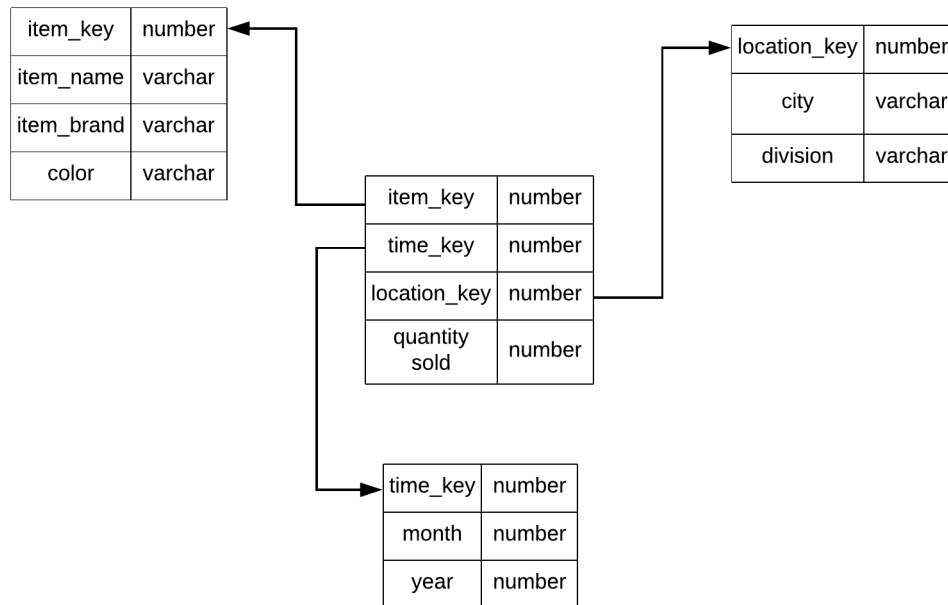 item_key number
item_name varchar
item_brand varchar
color varchar
location_key number
city varchar
division varchar
item_key number
time_key number
location_key number
quantity
sold number
time_key number
month number
year number